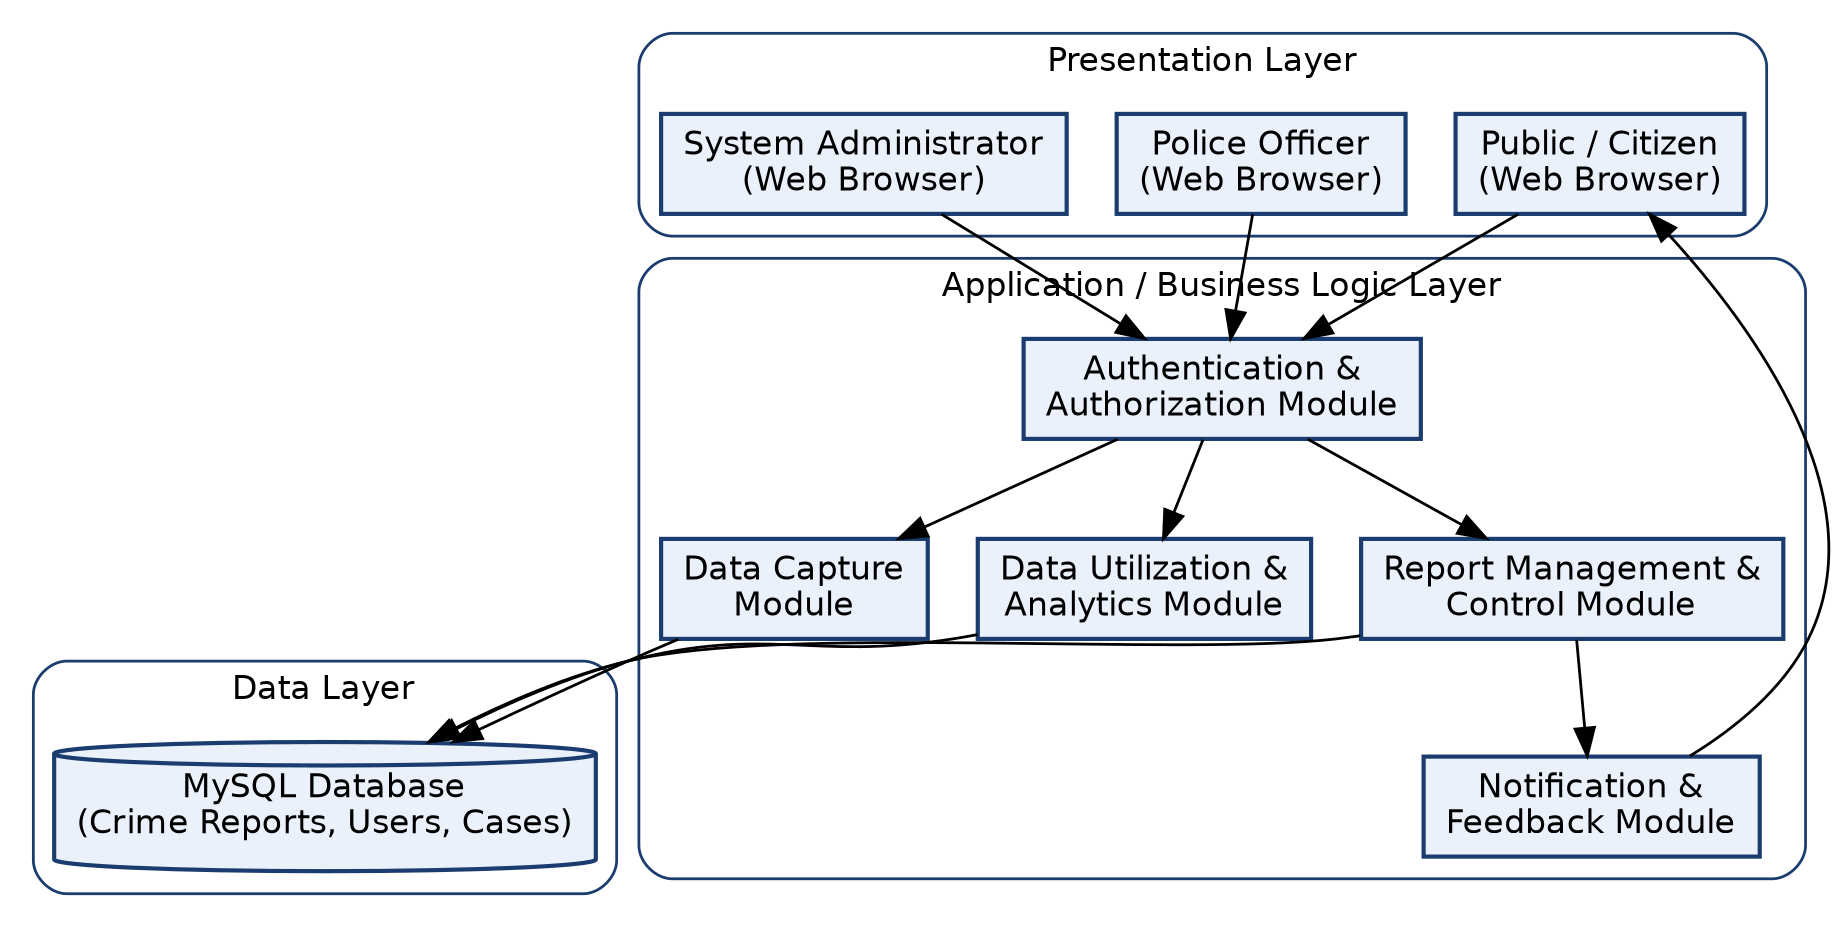 Presentation Layer
System Administrator
(Web Browser)
Police Officer
(Web Browser)
Public / Citizen
(Web Browser)
Application / Business Logic Layer
Authentication &
Authorization Module
Data Capture
Module
Data Utilization &
Analytics Module
Report Management &
Control Module
Data Layer
MySQL Database
(Crime Reports, Users, Cases)
Notification &
Feedback Module